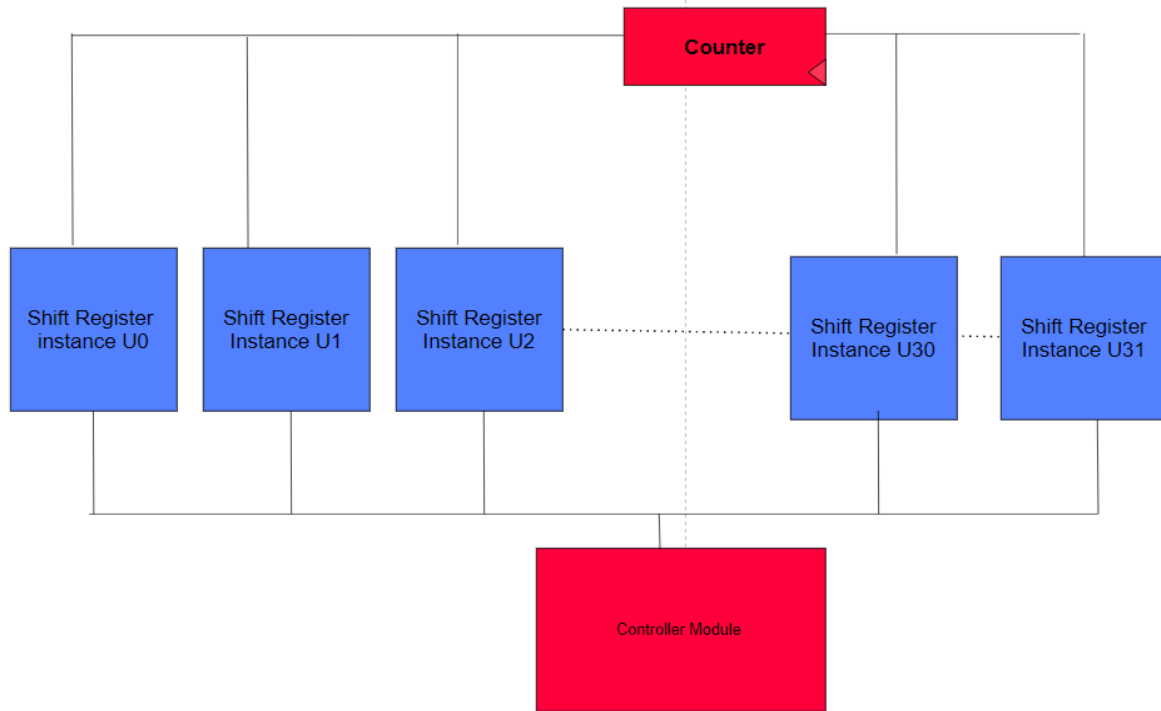 Counter
Shift Register
instance U0
Shift Register
Instance U1
Shift Register
Instance U2
Shift Register
Instance U30
Shift Register
Instance U31
Controller Module